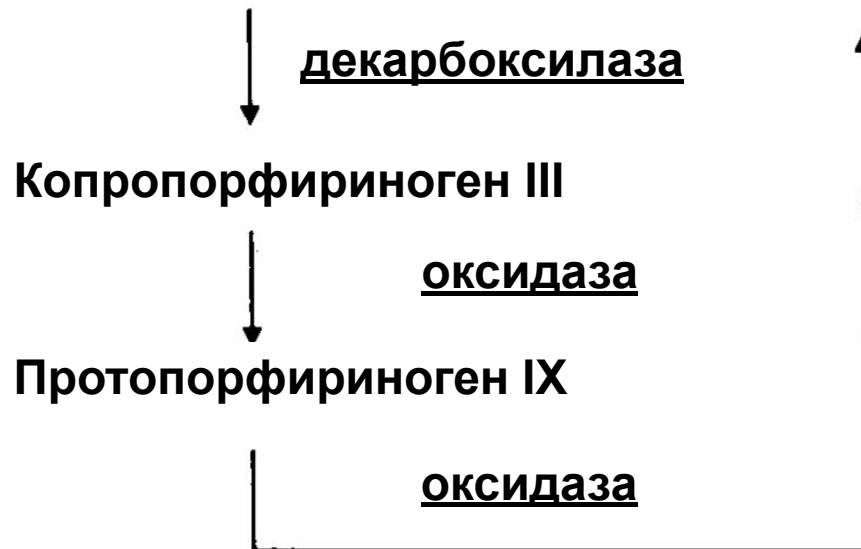 декарбоксилаза
Копропорфириноген III
оксидаза
Протопорфириноген IX
оксидаза